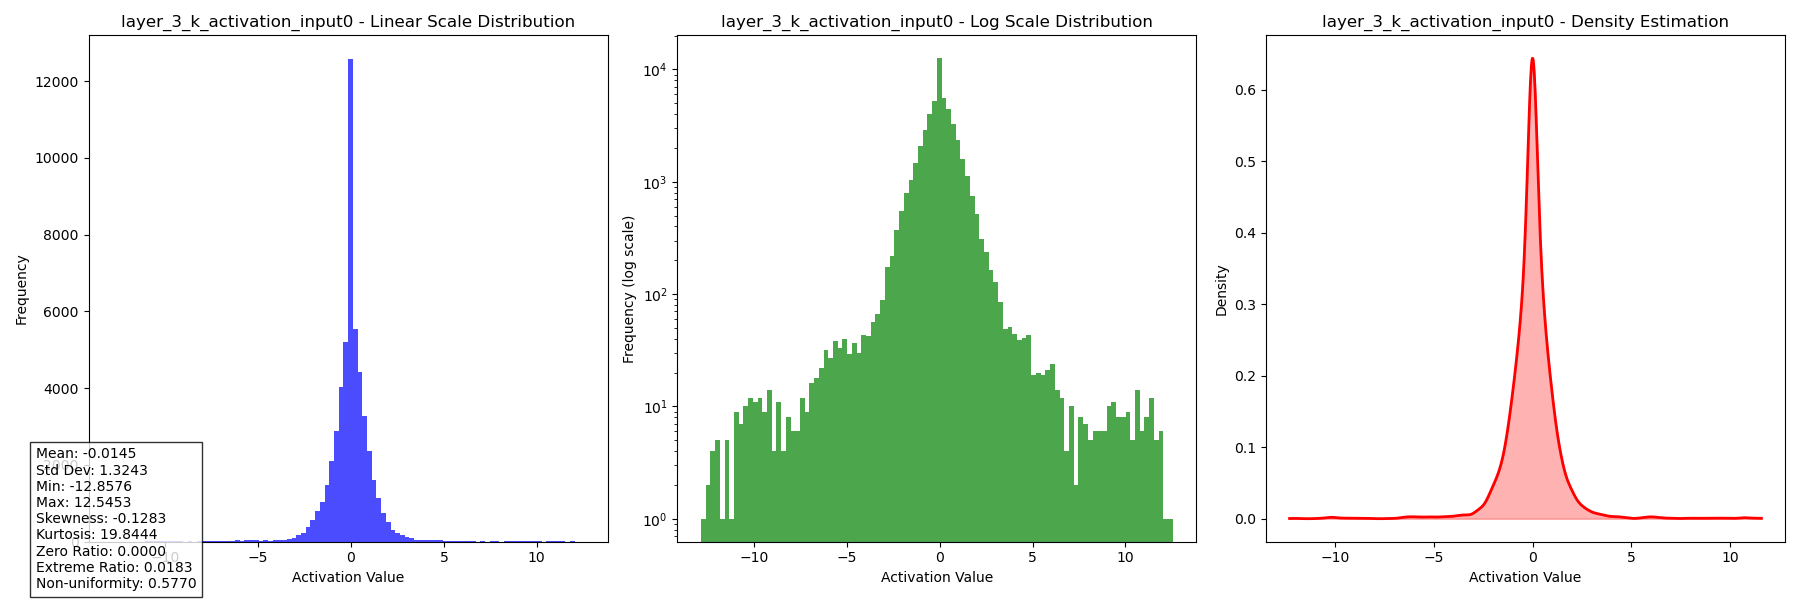 layer_3_k_activation_input0 - Linear Scale Distribution
Frequency
12000
10000
8000
6000
4000
2000
0
−10
−5
0
5
10
Activation Value
Mean: -0.0145
Std Dev: 1.3243
Min: -12.8576
Max: 12.5453
Skewness: -0.1283
Kurtosis: 19.8444
Zero Ratio: 0.0000
Extreme Ratio: 0.0183
Non-uniformity: 0.5770
layer_3_k_activation_input0 - Log Scale Distribution
Frequency (log scale)
10⁴
10³
10²
10¹
10⁰
−10
−5
0
5
10
Activation Value
layer_3_k_activation_input0 - Density Estimation
Density
0.6
0.5
0.4
0.3
0.2
0.1
0.0
−10
−5
0
5
10
Activation Value